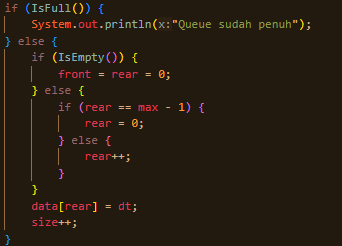 if (IsFull()) {
    System.out.println(x:"Queue sudah penuh");
} else {
    if (IsEmpty()) {
        front = rear = 0;
    } else {
        if (rear == max - 1) {
            rear = 0;
        } else {
            rear++;
        }
    }
    data[rear] = dt;
    size++;
}